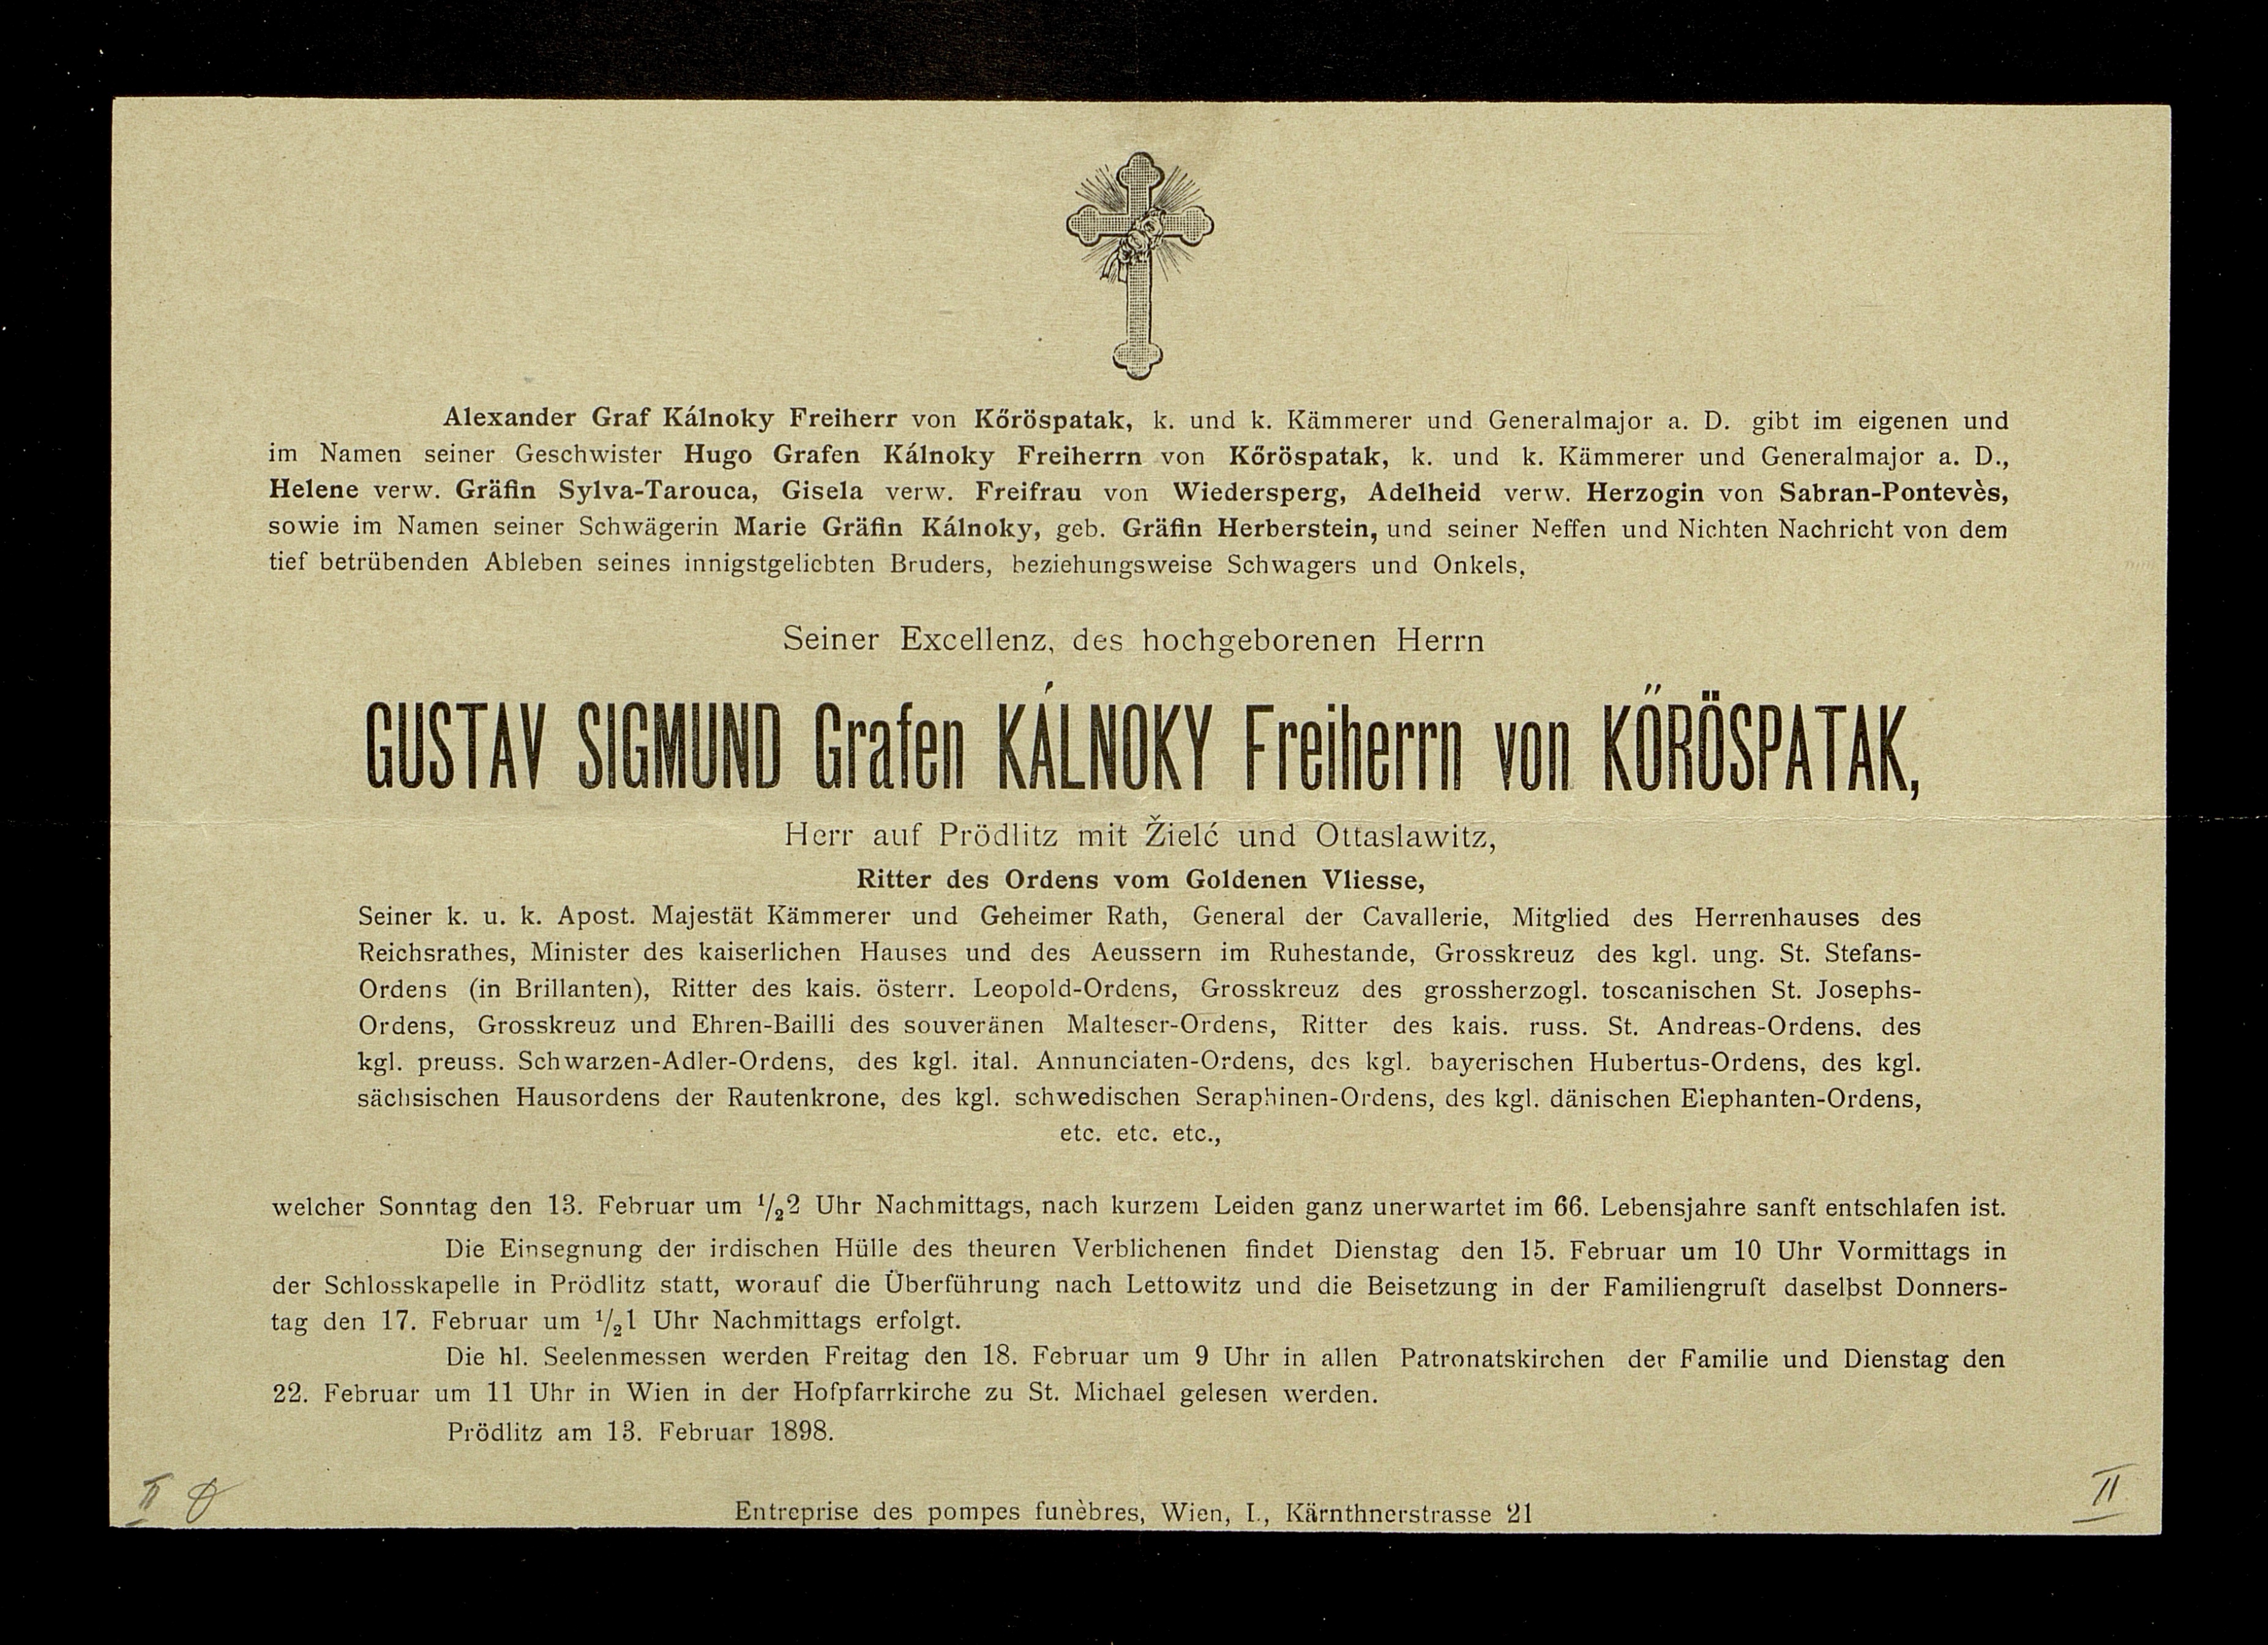 Alexander Graf Kálnoky Freiherr von Kőröspatak, k. und k. Kämmerer und Generalmajor a. D. gibt im eigenen und
im Namen seiner Geschwister Hugo Grafen Kálnoky Freiherrn von Kőröspatak, k. und k. Kämmerer und Generalmajor a. D.,
Helene verw. Gräfin Sylva-Tarouca, Gisela verw. Freifrau von Wiedersperg, Adelheid verw. Herzogin von Sabran-Pontevès,
sowie im Namen seiner Schwägerin Marie Gräfin Kálnoky, geb. Gräfin Herberstein, und seiner Neffen und Nichten Nachricht von dem
tief betrübenden Ableben seines innigstgeliebten Bruders, beziehungsweise Schwagers und Onkels,
Seiner Excellenz, des hochgeborenen Herrn
GUSTAV SIGMUND Grafen KÁLNOKY Freiherrn von KŐRÖSPATAK,
Herr auf Prödlitz mit Žielć und Ottaslawitz,
Ritter des Ordens vom Goldenen Vliesse,
Seiner k. u. k. Apost. Majestät Kämmerer und Geheimer Rath, General der Cavallerie, Mitglied des Herrenhauses des
Reichsrathes, Minister des kaiserlichen Hauses und des Aeussern im Ruhestande, Grosskreuz des kgl. ung. St. Stefans-
Ordens (in Brillanten), Ritter des kais. österr. Leopold-Ordens, Grosskreuz des grossherzogl. toscanischen St. Josephs-
Ordens, Grosskreuz und Ehren-Bailli des souveränen Malteser-Ordens, Ritter des kais. russ. St. Andreas-Ordens, des
kgl. preuss. Schwarzen-Adler-Ordens, des kgl. ital. Annunciaten-Ordens, des kgl. bayerischen Hubertus-Ordens, des kgl.
sächsischen Hausordens der Rautenkrone, des kgl. schwedischen Seraphinen-Ordens, des kgl. dänischen Elephanten-Ordens,
etc. etc. etc.,
welcher Sonntag den 13. Februar um 1/2 2 Uhr Nachmittags, nach kurzem Leiden ganz unerwartet im 66. Lebensjahre sanft entschlafen ist.
Die Einsegnung der irdischen Hülle des theuren Verblichenen findet Dienstag den 15. Februar um 10 Uhr Vormittags in
der Schlosskapelle in Prödlitz statt, worauf die Überführung nach Lettowitz und die Beisetzung in der Familiengruft daselbst Donners-
tag den 17. Februar um 1/2 1 Uhr Nachmittags erfolgt.
Die hl. Seelenmessen werden Freitag den 18. Februar um 9 Uhr in allen Patronatskirchen der Familie und Dienstag den
22. Februar um 11 Uhr in Wien in der Hofpfarrkirche zu St. Michael gelesen werden.
Prödlitz am 13. Februar 1898.
II
II
Entreprise des pompes funèbres, Wien, I., Kärnthnerstrasse 21